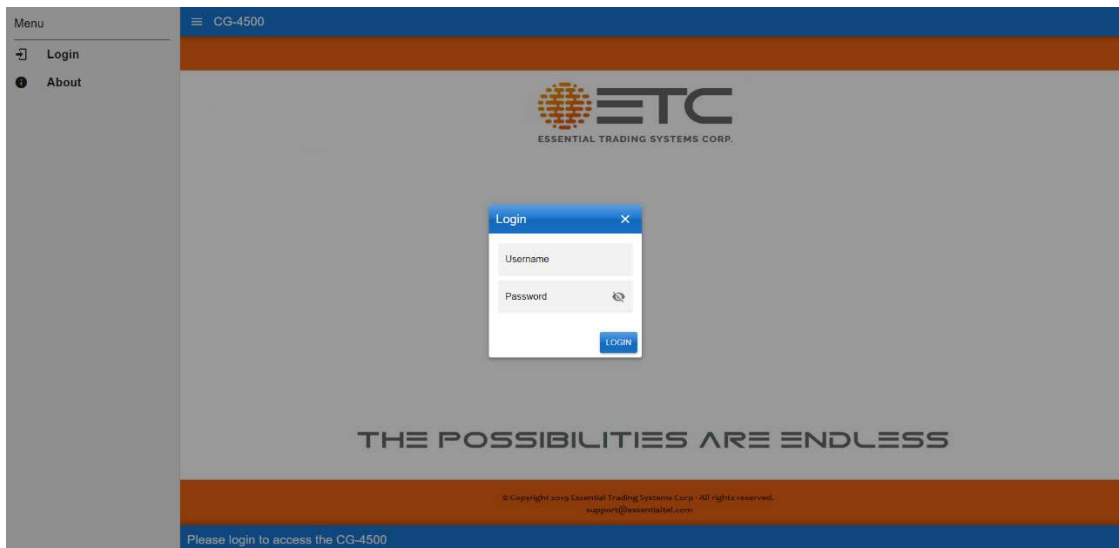 Menu
Login
About
CG-4500
ETC
ESSENTIAL TRADING SYSTEMS CORP.
Login
Username
Password
LOGIN
THE POSSIBILITIES ARE ENDLESS
© Copyright 2019 Essential Trading Systems Corp - All rights reserved.
support@essentialtel.com
Please login to access the CG-4500